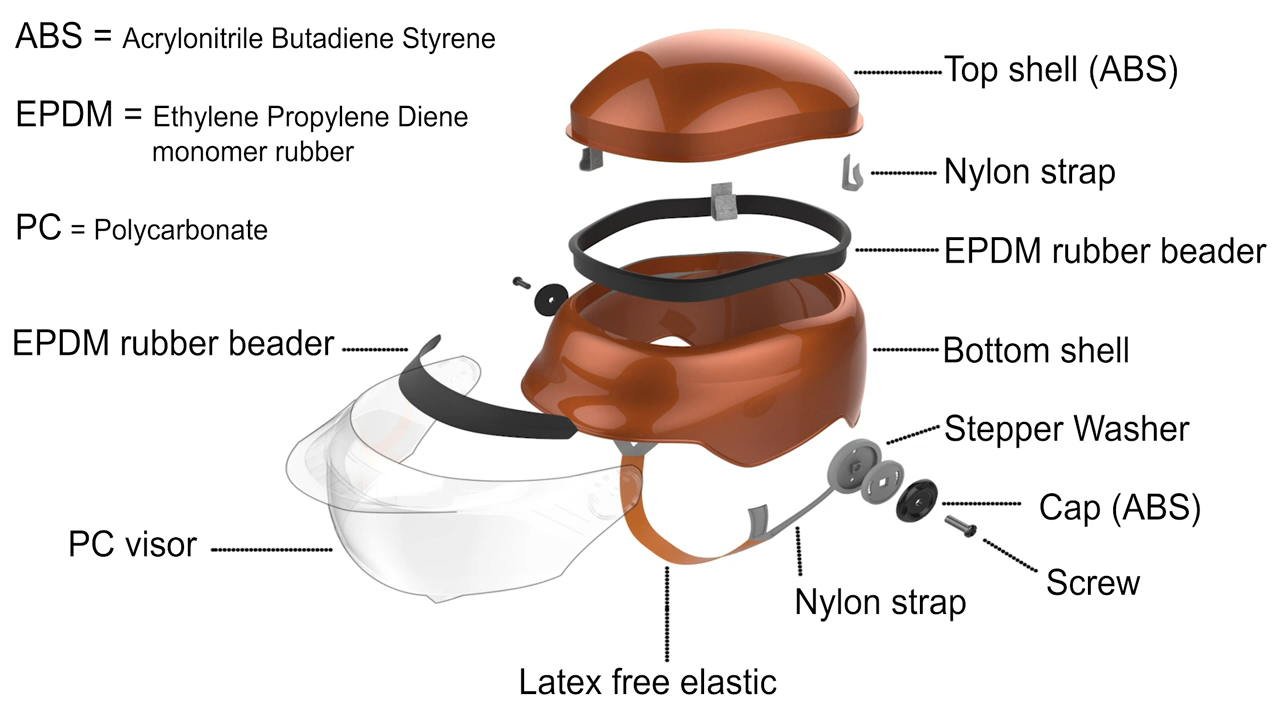 ABS = Acrylonitrile Butadiene Styrene
EPDM = Ethylene Propylene Diene
monomer rubber
PC = Polycarbonate
Top shell (ABS)
Nylon strap
EPDM rubber beader
EPDM rubber beader
Bottom shell
Stepper Washer
Cap (ABS)
PC visor
Screw
Nylon strap
Latex free elastic